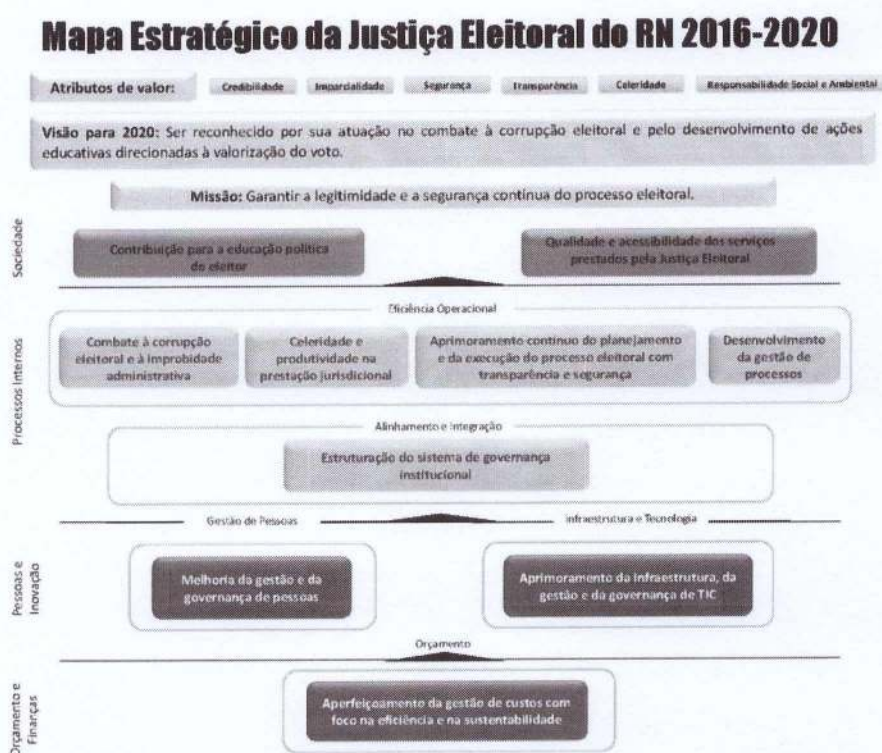 Mapa Estratégico da Justiça Eleitoral do RN 2016-2020
Atributos de valor: Credibilidade Imparcialidade Segurança Transparência Celeridade Responsabilidade Social e Ambiental
Visão para 2020: Ser reconhecido por sua atuação no combate à corrupção eleitoral e pelo desenvolvimento de ações
educativas direcionadas à valorização do voto.
Missão: Garantir a legitimidade e a segurança contínua do processo eleitoral.
Sociedade
Contribuição para a educação política
do eleitor
Qualidade e acessibilidade dos serviços
prestados pela Justiça Eleitoral
Processos Internos
Eficiência Operacional
Combate à corrupção
eleitoral e à improbidade
administrativa
Celeridade e
produtividade na
prestação jurisdicional
Aprimoramento contínuo do planejamento
e da execução do processo eleitoral com
transparência e segurança
Desenvolvimento
da gestão de
processos
Alinhamento e Integração
Estruturação do sistema de governança
institucional
Pessoas e
Inovação
Gestão de Pessoas
Infraestrutura e Tecnologia
Melhoria da gestão e da
governança de pessoas
Aprimoramento da infraestrutura, da
gestão e da governança de TIC
Orçamento e
Finanças
Orçamento
Aperfeiçoamento da gestão de custos com
foco na eficiência e na sustentabilidade